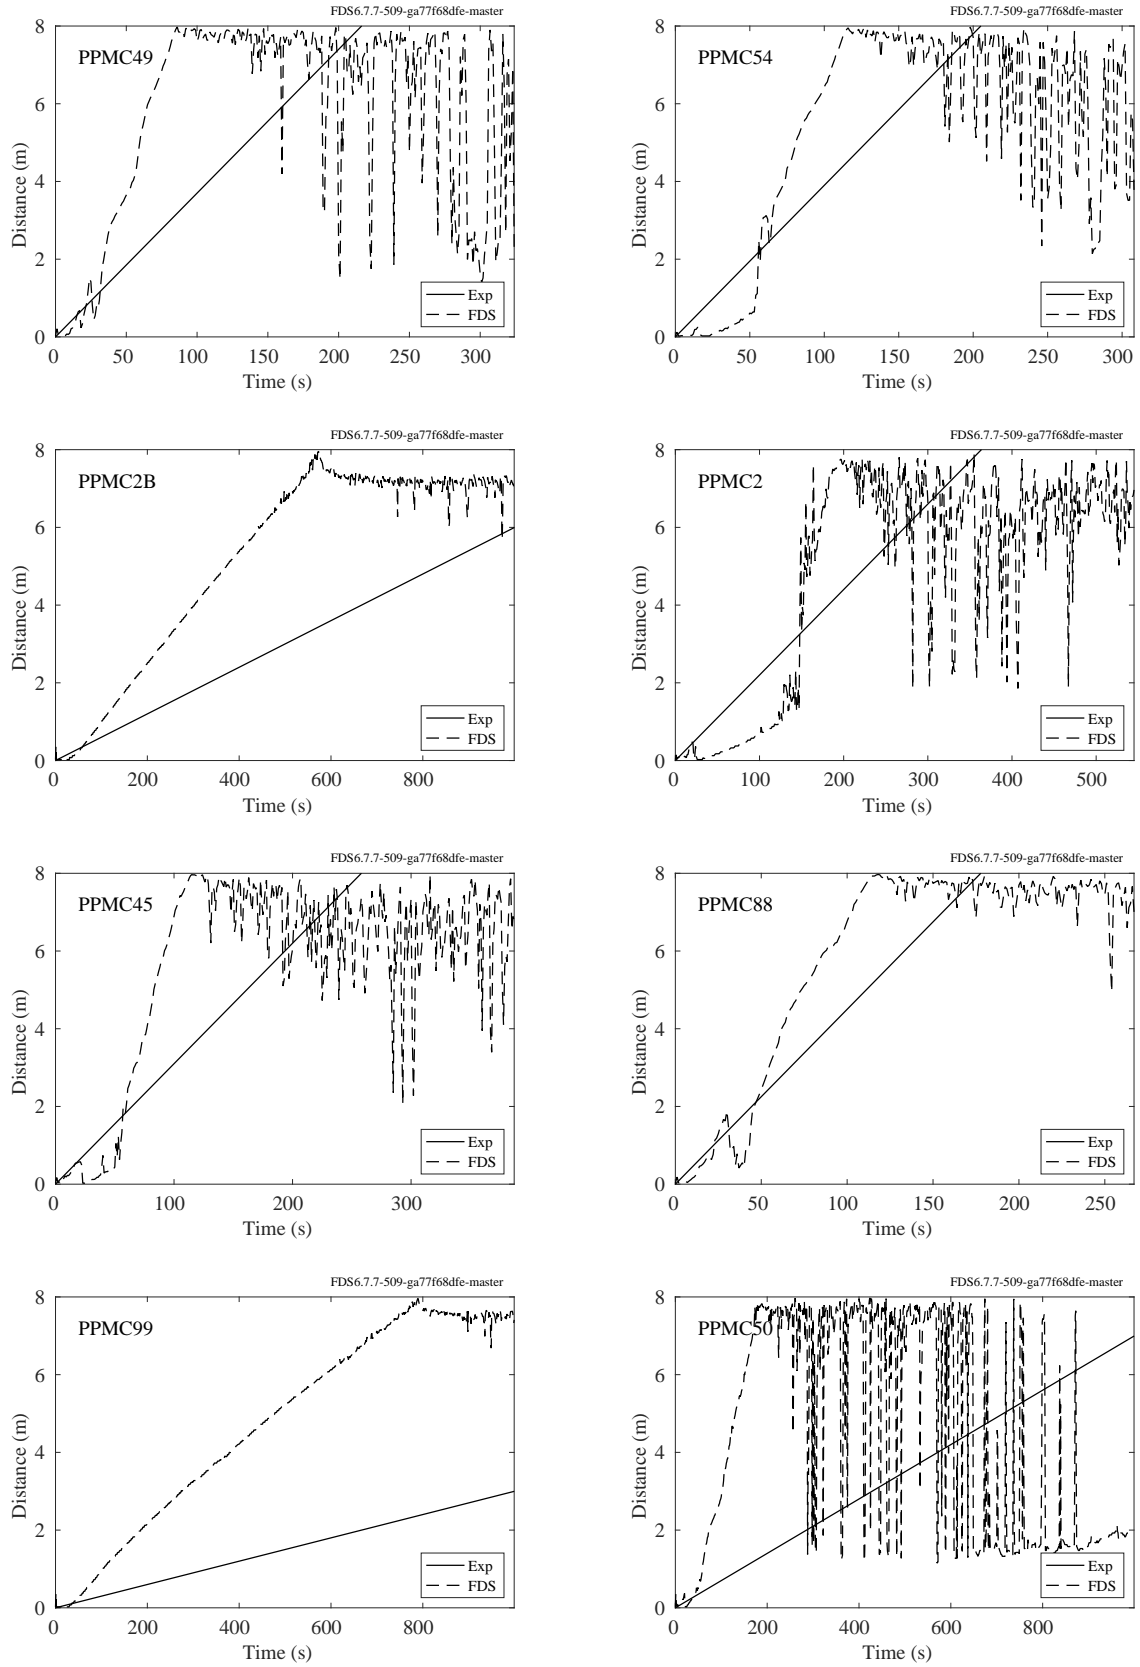 FDS6.7.7-509-ga77f68dfe-master
PPMC49
8
6
4
2
0
Distance (m)
0 50 100 150 200 250 300
Time (s)
Exp
FDS
FDS6.7.7-509-ga77f68dfe-master
PPMC54
8
6
4
2
0
Distance (m)
0 50 100 150 200 250 300
Time (s)
Exp
FDS
FDS6.7.7-509-ga77f68dfe-master
PPMC2B
8
6
4
2
0
Distance (m)
0 200 400 600 800
Time (s)
Exp
FDS
FDS6.7.7-509-ga77f68dfe-master
PPMC2
8
6
4
2
0
Distance (m)
0 100 200 300 400 500
Time (s)
Exp
FDS
FDS6.7.7-509-ga77f68dfe-master
PPMC45
8
6
4
2
0
Distance (m)
0 100 200 300
Time (s)
Exp
FDS
FDS6.7.7-509-ga77f68dfe-master
PPMC88
8
6
4
2
0
Distance (m)
0 50 100 150 200 250
Time (s)
Exp
FDS
FDS6.7.7-509-ga77f68dfe-master
PPMC99
8
6
4
2
0
Distance (m)
0 200 400 600 800
Time (s)
Exp
FDS
FDS6.7.7-509-ga77f68dfe-master
PPMC50
8
6
4
2
0
Distance (m)
0 200 400 600 800
Time (s)
Exp
FDS